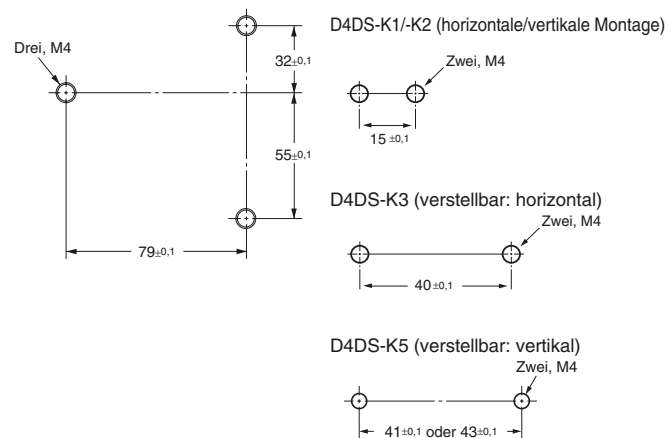 Drei, M4
32±0,1
55±0,1
79±0,1
D4DS-K1/-K2 (horizontale/vertikale Montage)
Zwei, M4
15 ±0,1
D4DS-K3 (verstellbar: horizontal)
Zwei, M4
40 ±0,1
D4DS-K5 (verstellbar: vertikal)
Zwei, M4
41±0,1 oder 43±0,1